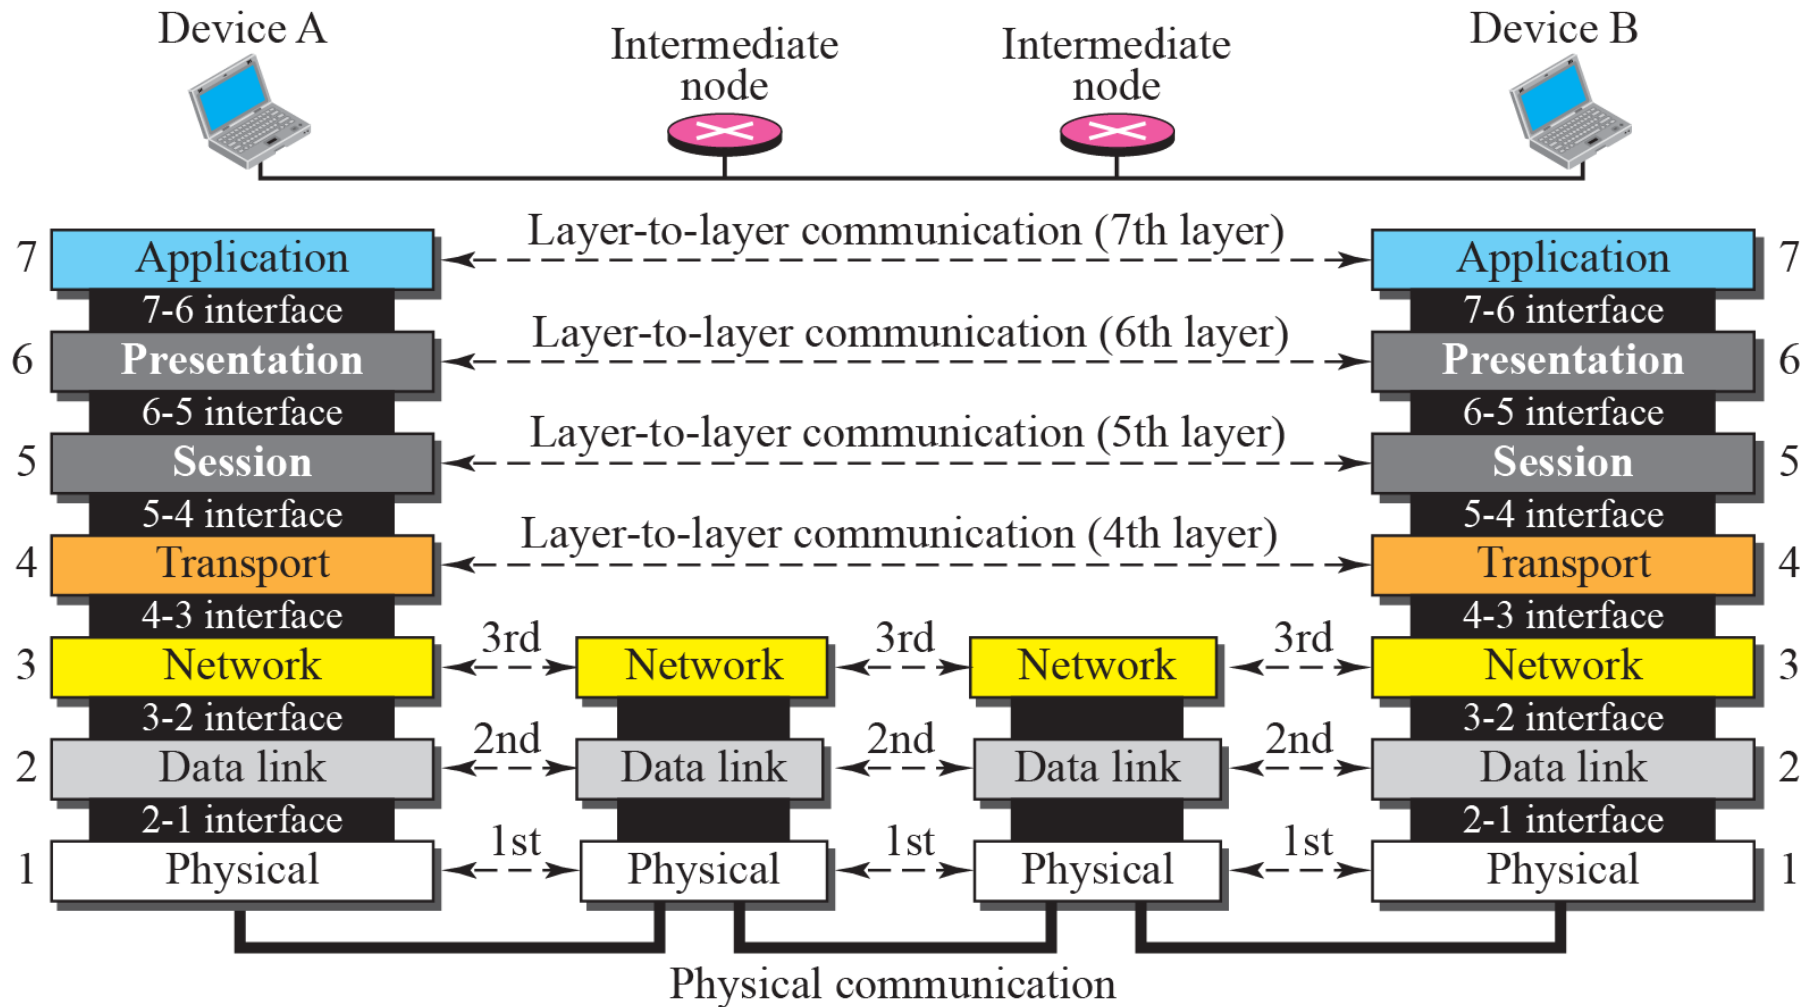 Device A
Intermediate
node
Intermediate
node
Device B
Layer-to-layer communication (7th layer)
7 Application Application 7
7-6 interface 7-6 interface
Layer-to-layer communication (6th layer)
6 Presentation Presentation 6
6-5 interface 6-5 interface
Layer-to-layer communication (5th layer)
5 Session Session 5
5-4 interface 5-4 interface
Layer-to-layer communication (4th layer)
4 Transport Transport 4
4-3 interface 4-3 interface
3rd 3rd 3rd
3 Network Network Network Network 3
3-2 interface 3-2 interface
2nd 2nd 2nd
2 Data link Data link Data link Data link 2
2-1 interface 2-1 interface
1st 1st 1st
1 Physical Physical Physical Physical 1
Physical communication